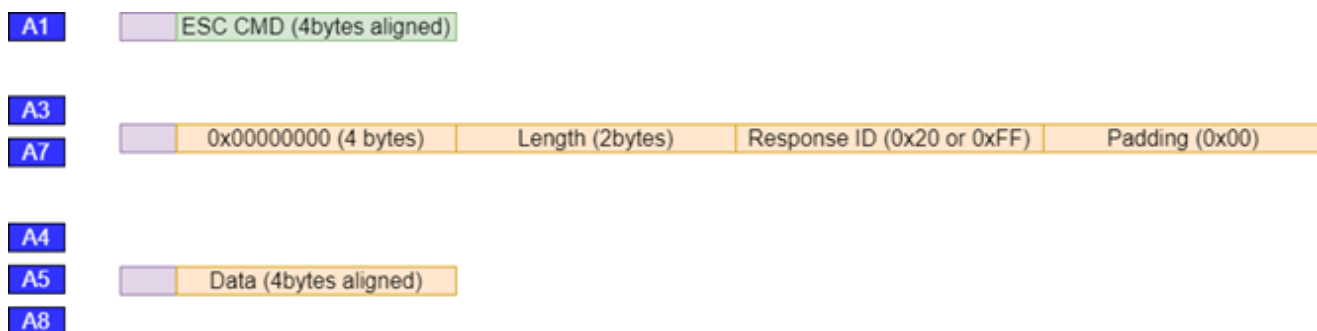 A1 ESC CMD (4bytes aligned)
A3
0x00000000 (4 bytes) Length (2bytes) Response ID (0x20 or 0xFF) Padding (0x00)
A7
A4
A5 Data (4bytes aligned)
A8